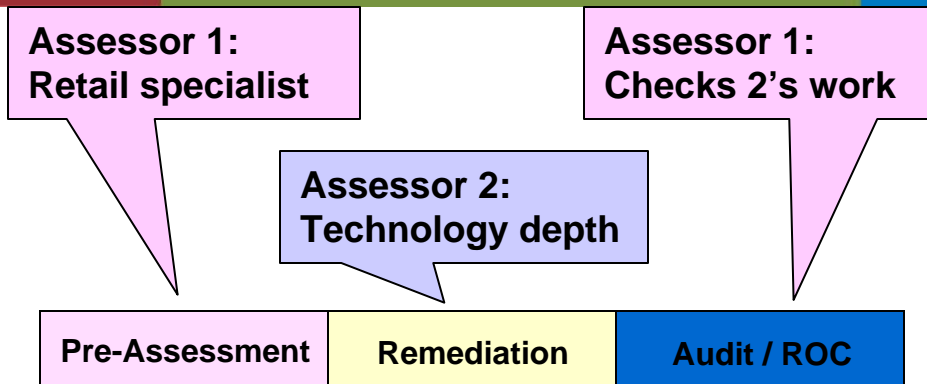 Assessor 1:
Retail specialist
Assessor 1:
Checks 2's work
Assessor 2:
Technology depth
Pre-Assessment
Remediation
Audit / ROC